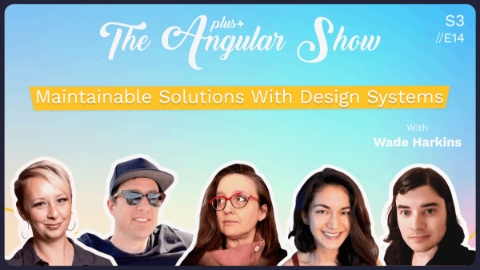 plus+
The Angular Show
S3
//E14
Maintainable Solutions With Design Systems
With
Wade Harkins